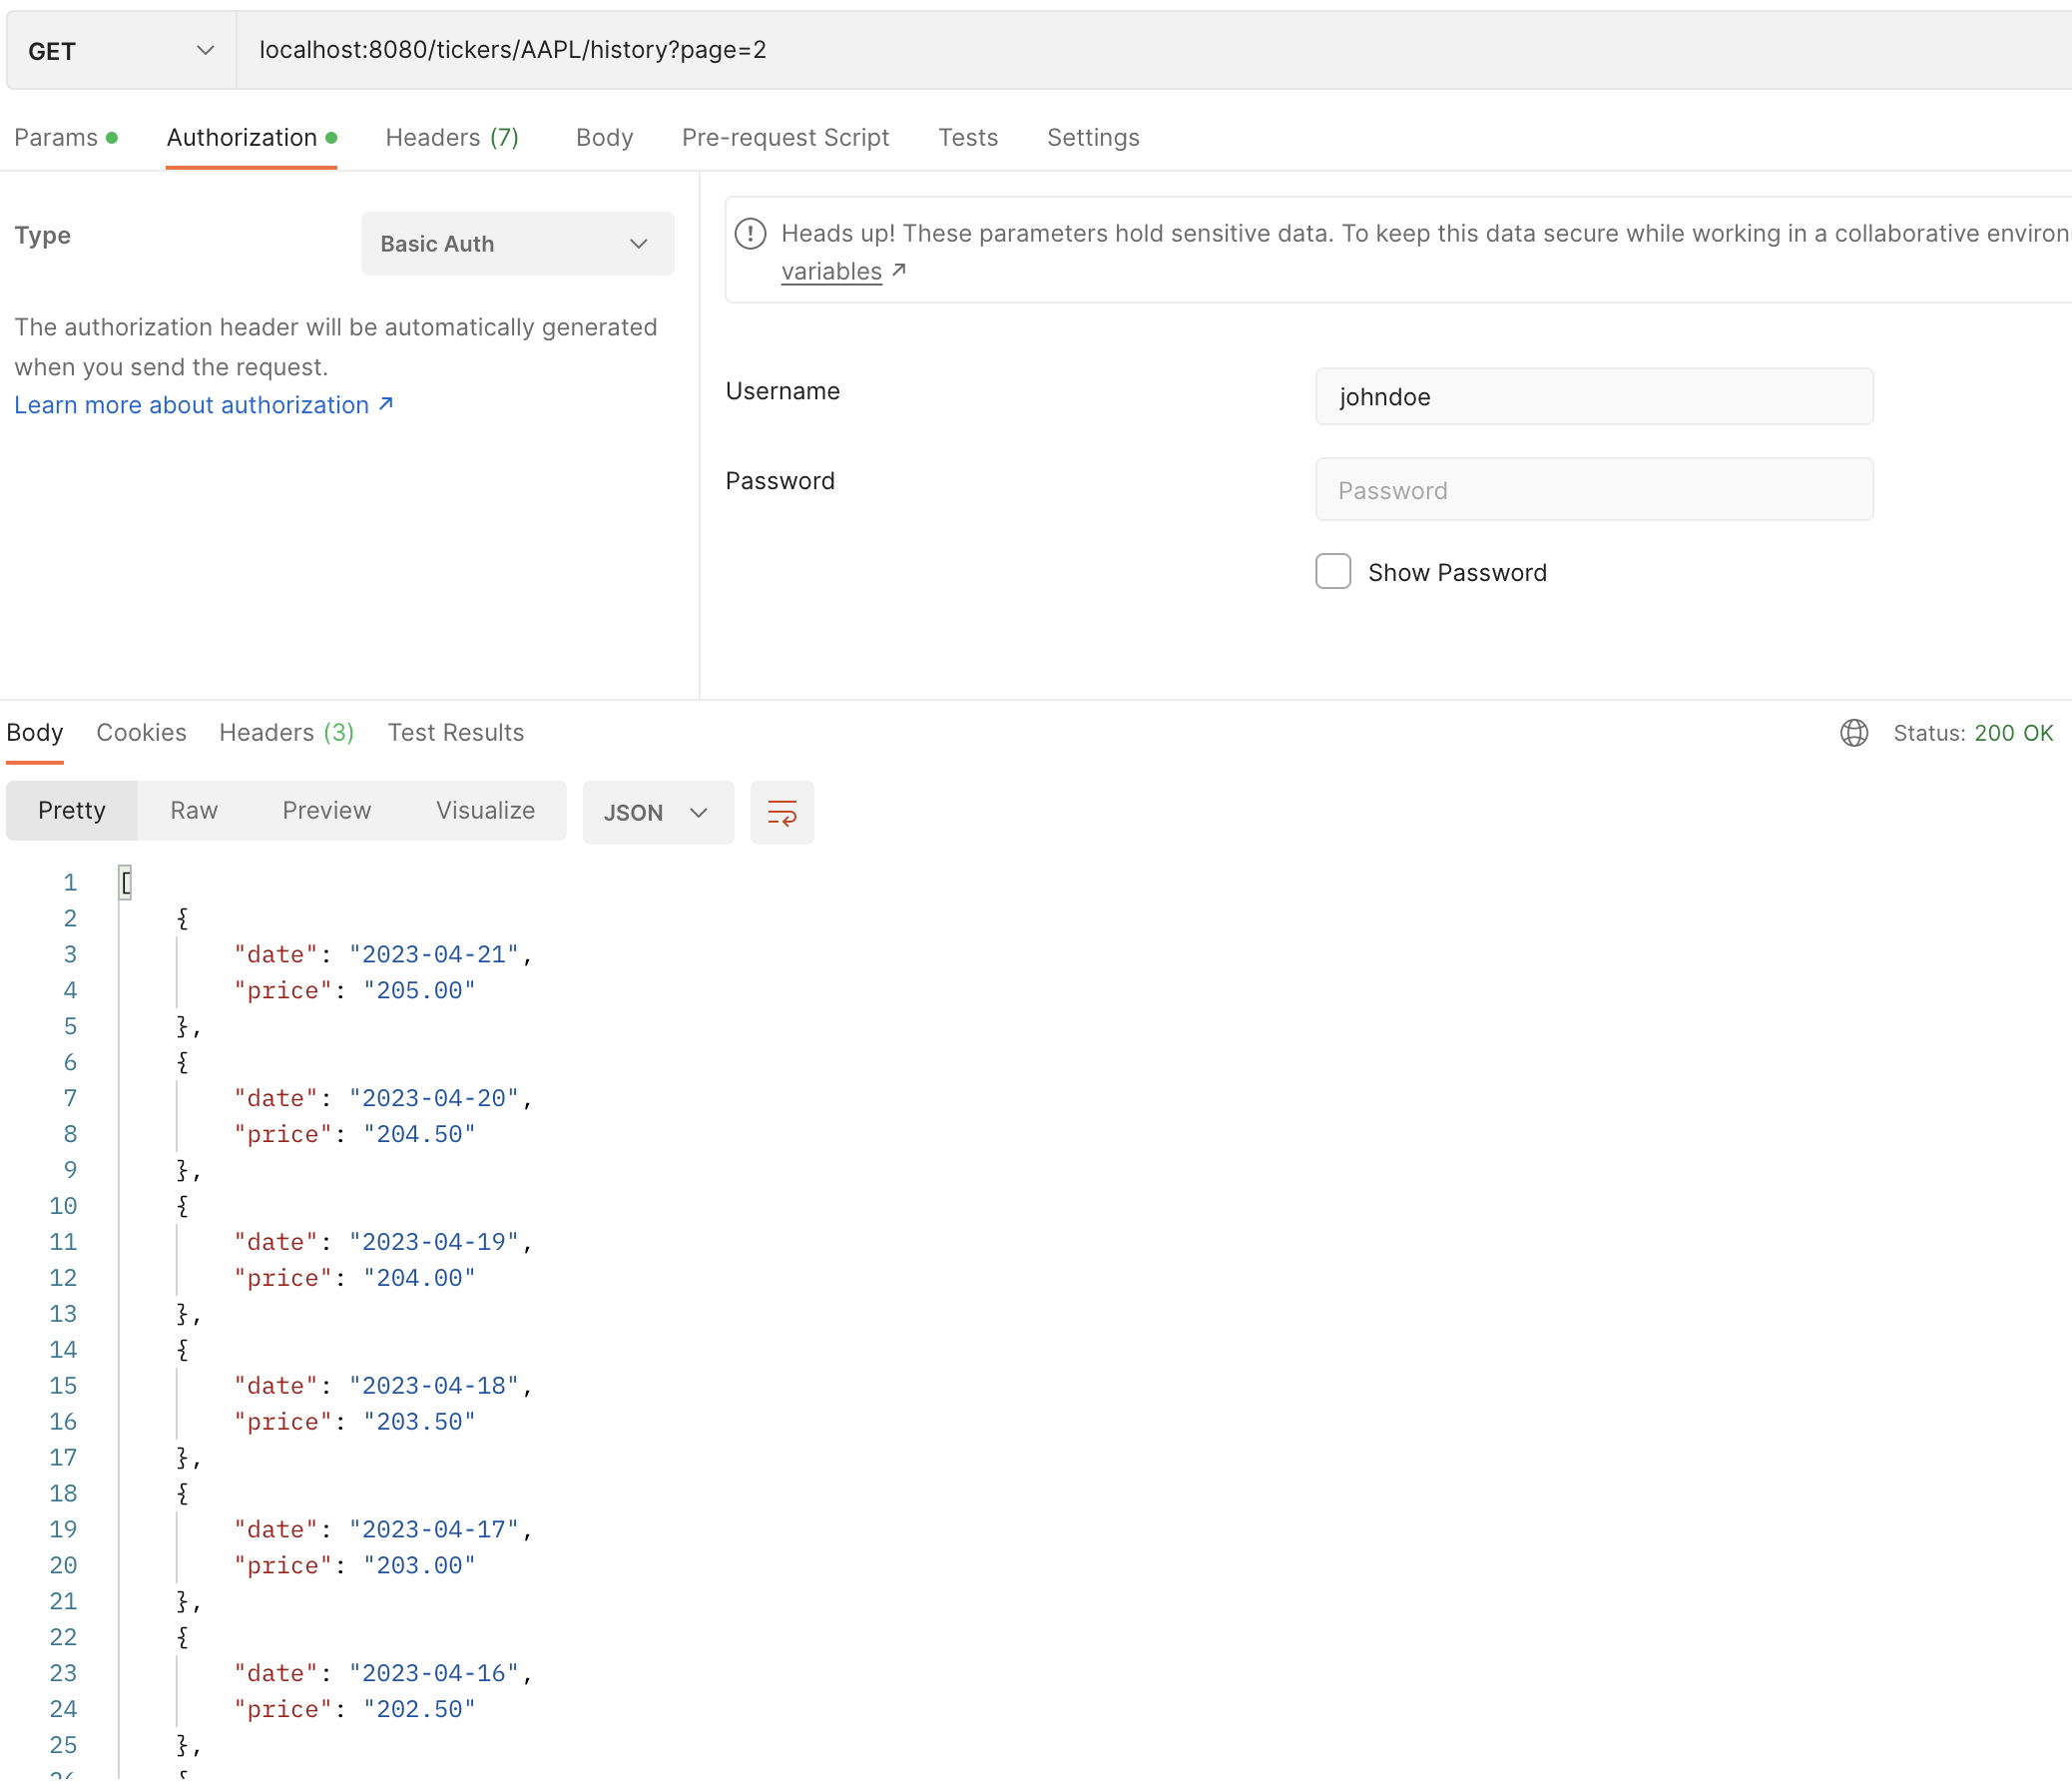 GET localhost:8080/tickers/AAPL/history?page=2
Params Authorization Headers (7) Body Pre-request Script Tests Settings
Type Basic Auth
The authorization header will be automatically generated
when you send the request.
Learn more about authorization ↗
Heads up! These parameters hold sensitive data. To keep this data secure while working in a collaborative
variables ↗
Username johndoe
Password Password
Show Password
Body Cookies Headers (3) Test Results Status: 200 OK
Pretty Raw Preview Visualize JSON
1 [
2 {
3 "date": "2023-04-21",
4 "price": "205.00"
5 },
6 {
7 "date": "2023-04-20",
8 "price": "204.50"
9 },
10 {
11 "date": "2023-04-19",
12 "price": "204.00"
13 },
14 {
15 "date": "2023-04-18",
16 "price": "203.50"
17 },
18 {
19 "date": "2023-04-17",
20 "price": "203.00"
21 },
22 {
23 "date": "2023-04-16",
24 "price": "202.50"
25 },